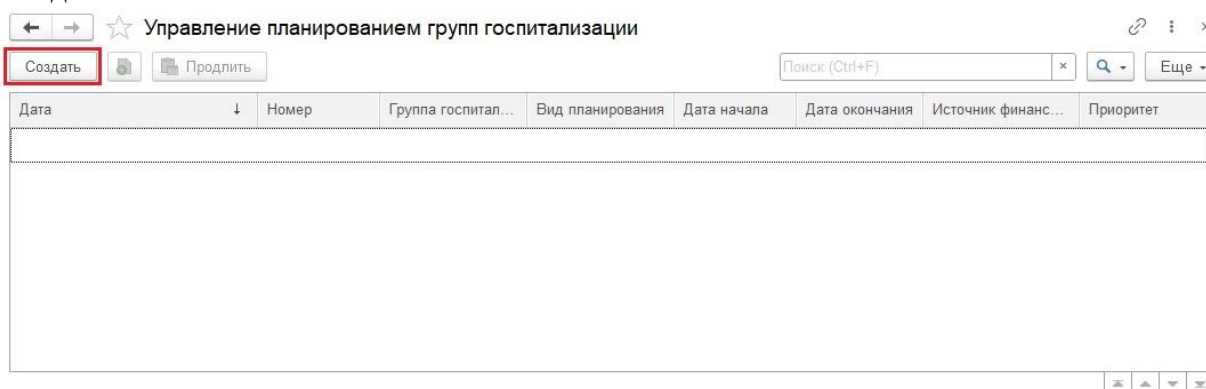 Управление планированием групп госпитализации
Создать Продлить Поиск (Ctrl+F) × Еще
Дата ↓ Номер Группа госпитал... Вид планирования Дата начала Дата окончания Источник финанс... Приоритет